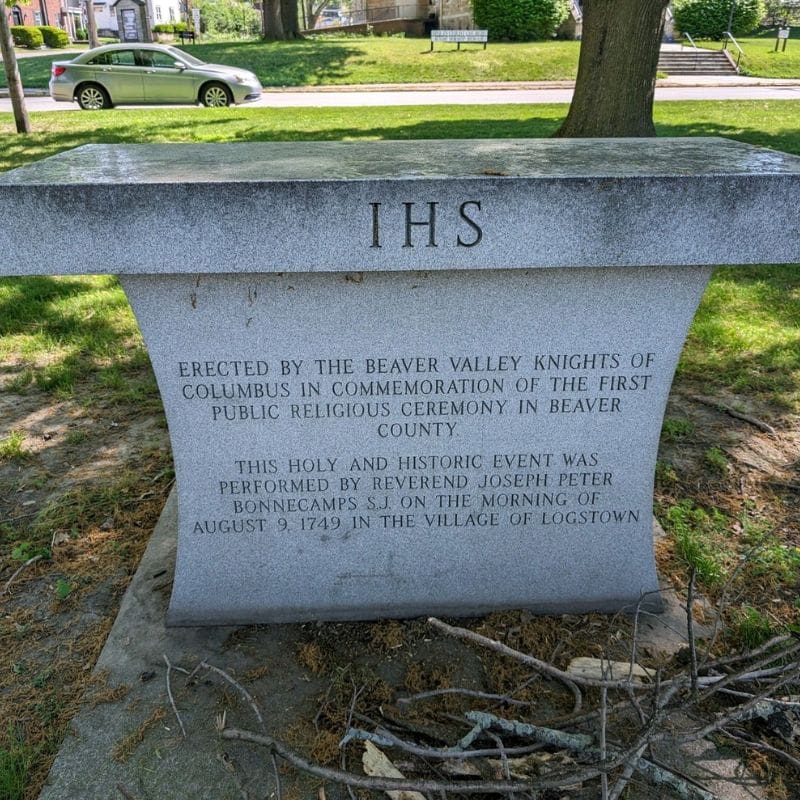 IHS
ERECTED BY THE BEAVER VALLEY KNIGHTS OF
COLUMBUS IN COMMEMORATION OF THE FIRST
PUBLIC RELIGIOUS CEREMONY IN BEAVER
COUNTY.
THIS HOLY AND HISTORIC EVENT WAS
PERFORMED BY REVEREND JOSEPH PETER
BONNECAMPS S.J. ON THE MORNING OF
AUGUST 9, 1749 IN THE VILLAGE OF LOGSTOWN